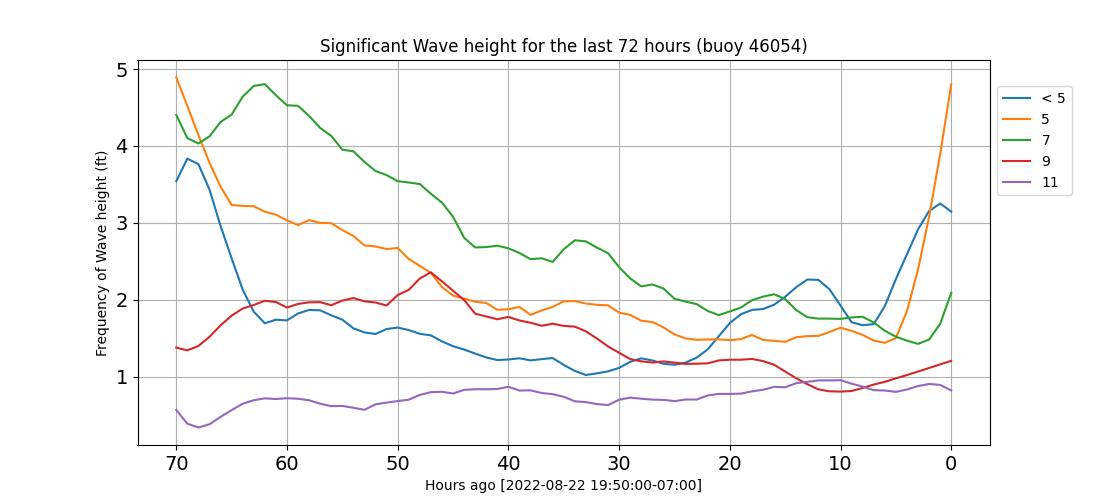 Significant Wave height for the last 72 hours (buoy 46054)
Frequency of Wave height (ft)
5
4
3
2
1
70 60 50 40 30 20 10 0
Hours ago [2022-08-22 19:50:00-07:00]
< 5
5
7
9
11